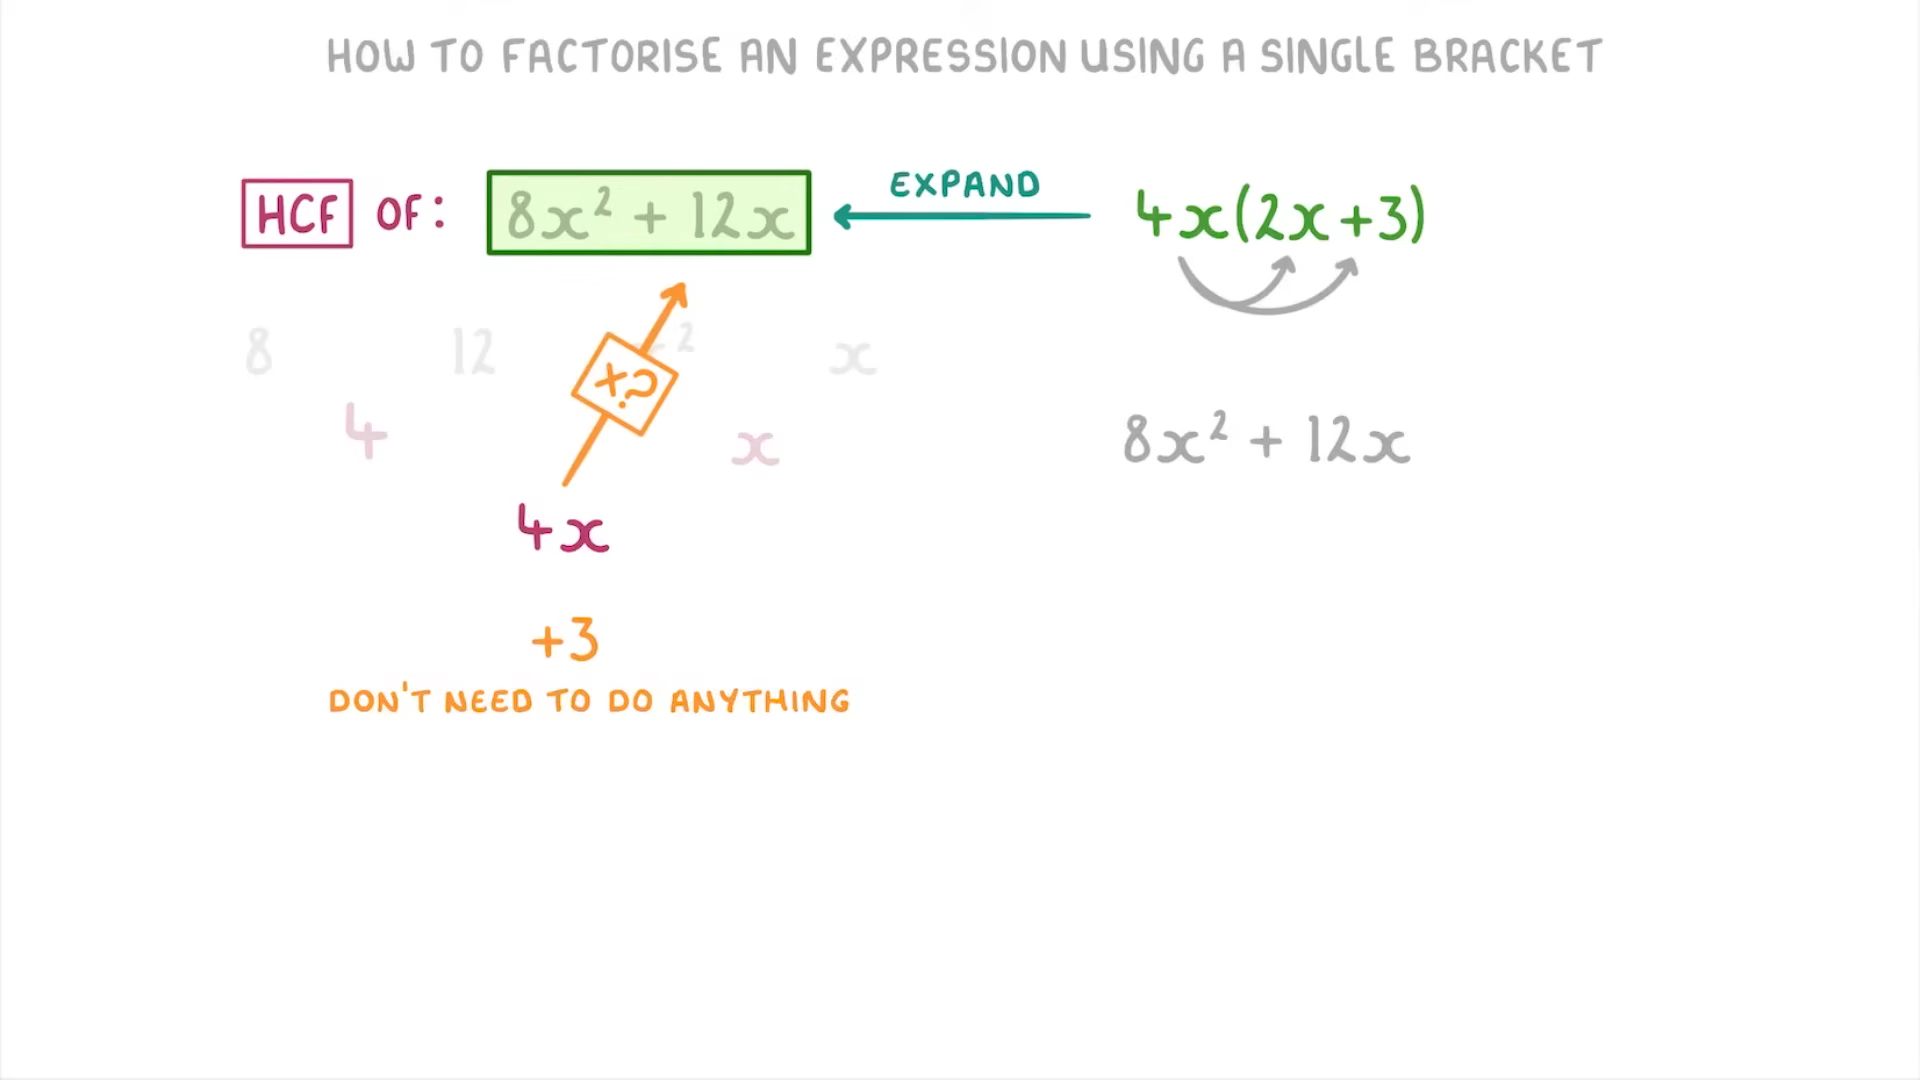 HOW TO FACTORISE AN EXPRESSION USING A SINGLE BRACKET
HCF OF: 8x² + 12x EXPAND 4x(2x+3)
8 12 ² x
×?
4 x 8x² + 12x
4x
+3
DON'T NEED TO DO ANYTHING